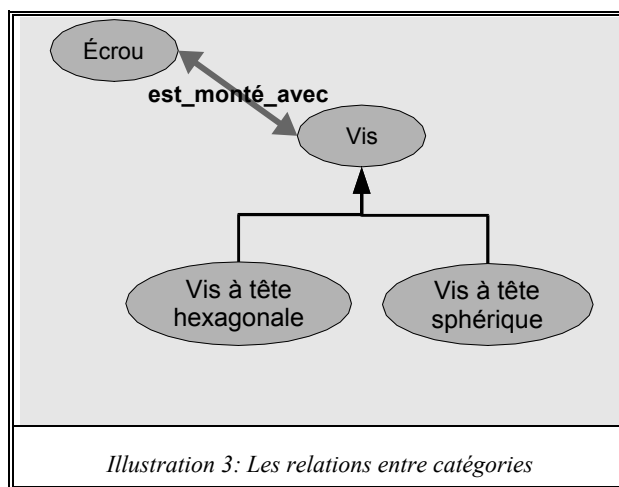 Écrou
est_monté_avec
Vis
Vis à tête
hexagonale
Vis à tête
sphérique
Illustration 3: Les relations entre catégories